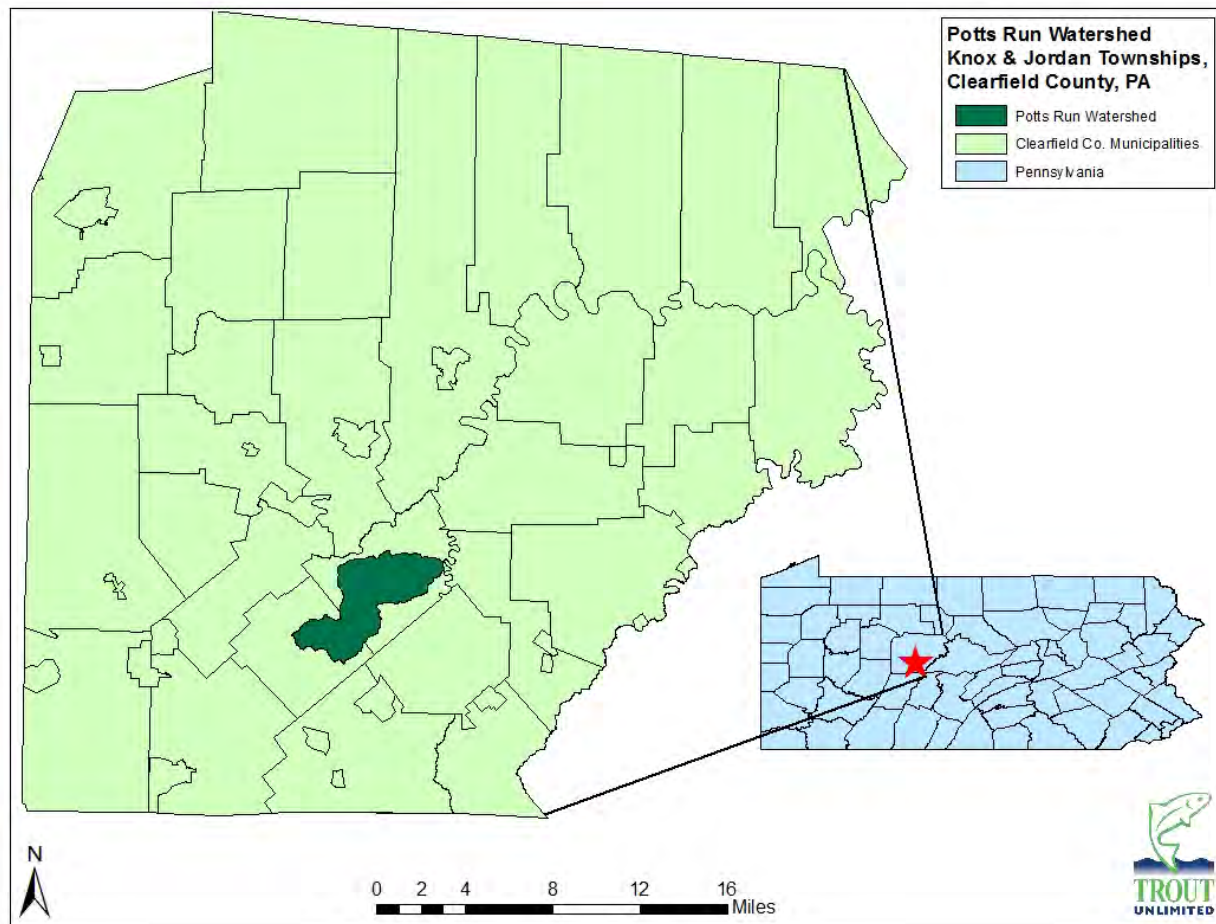 Potts Run Watershed
Knox & Jordan Townships,
Clearfield County, PA
Potts Run Watershed
Clearfield Co. Municipalities
Pennsylvania
N
0 2 4 8 12 16
Miles
TROUT
UNLIMITED